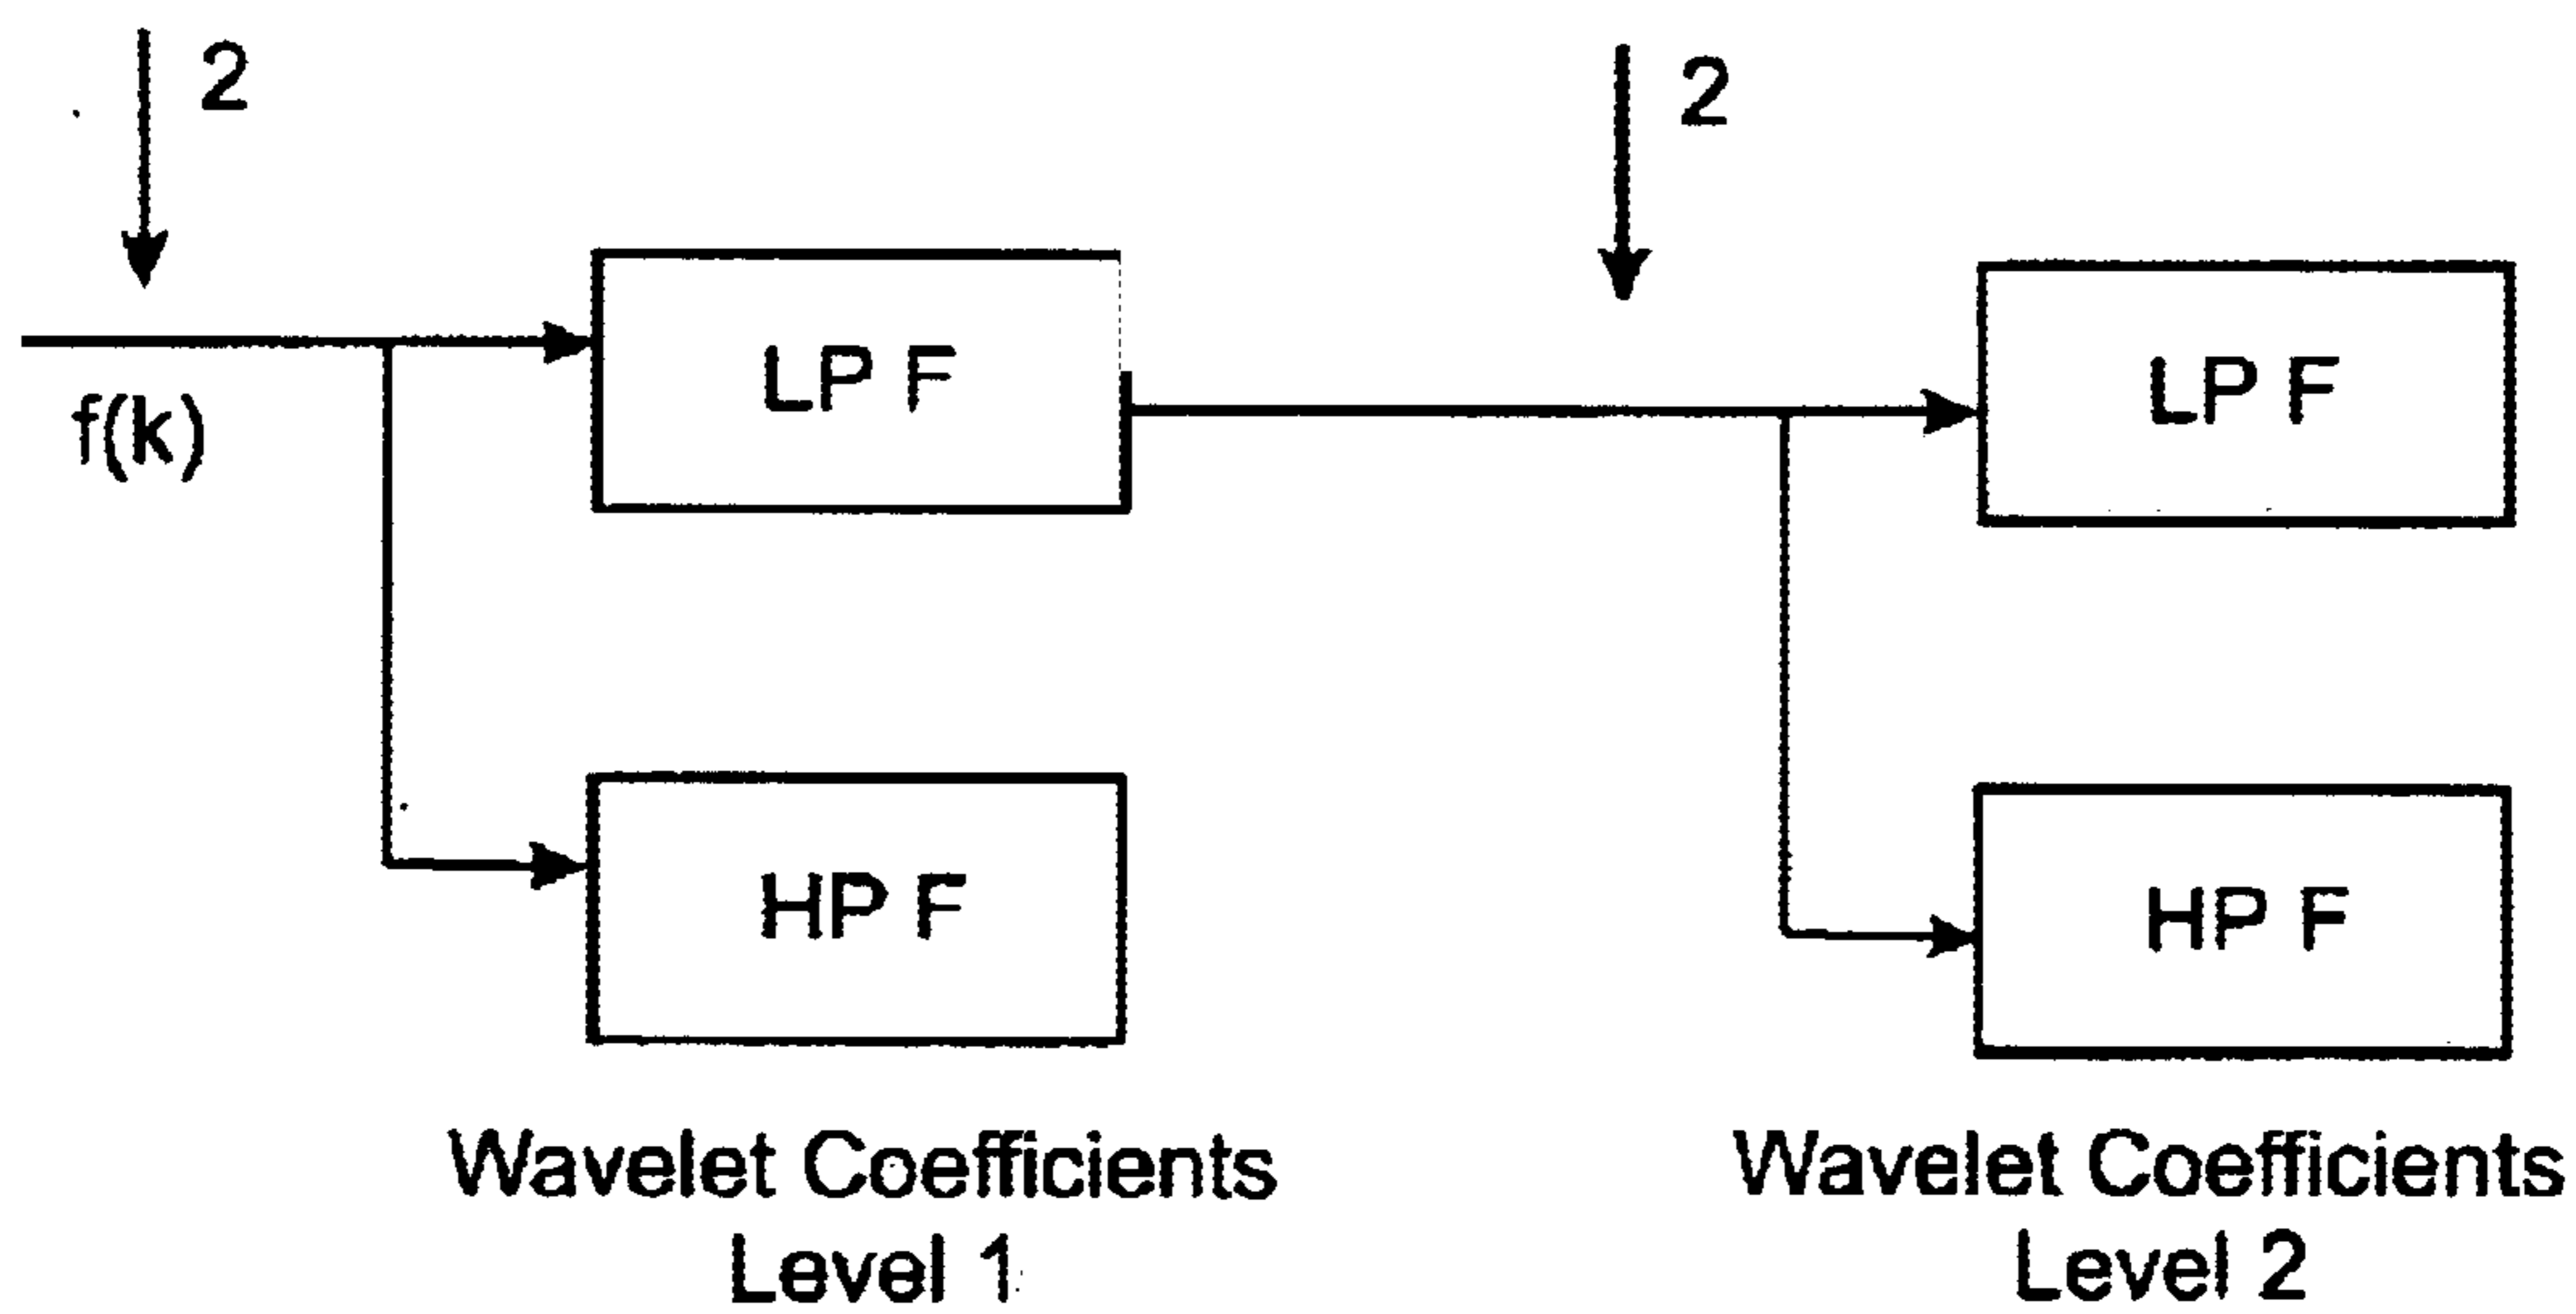 2
2
f(k)
LP F
LP F
HP F
HP F
Wavelet Coefficients
Level 1
Wavelet Coefficients
Level 2